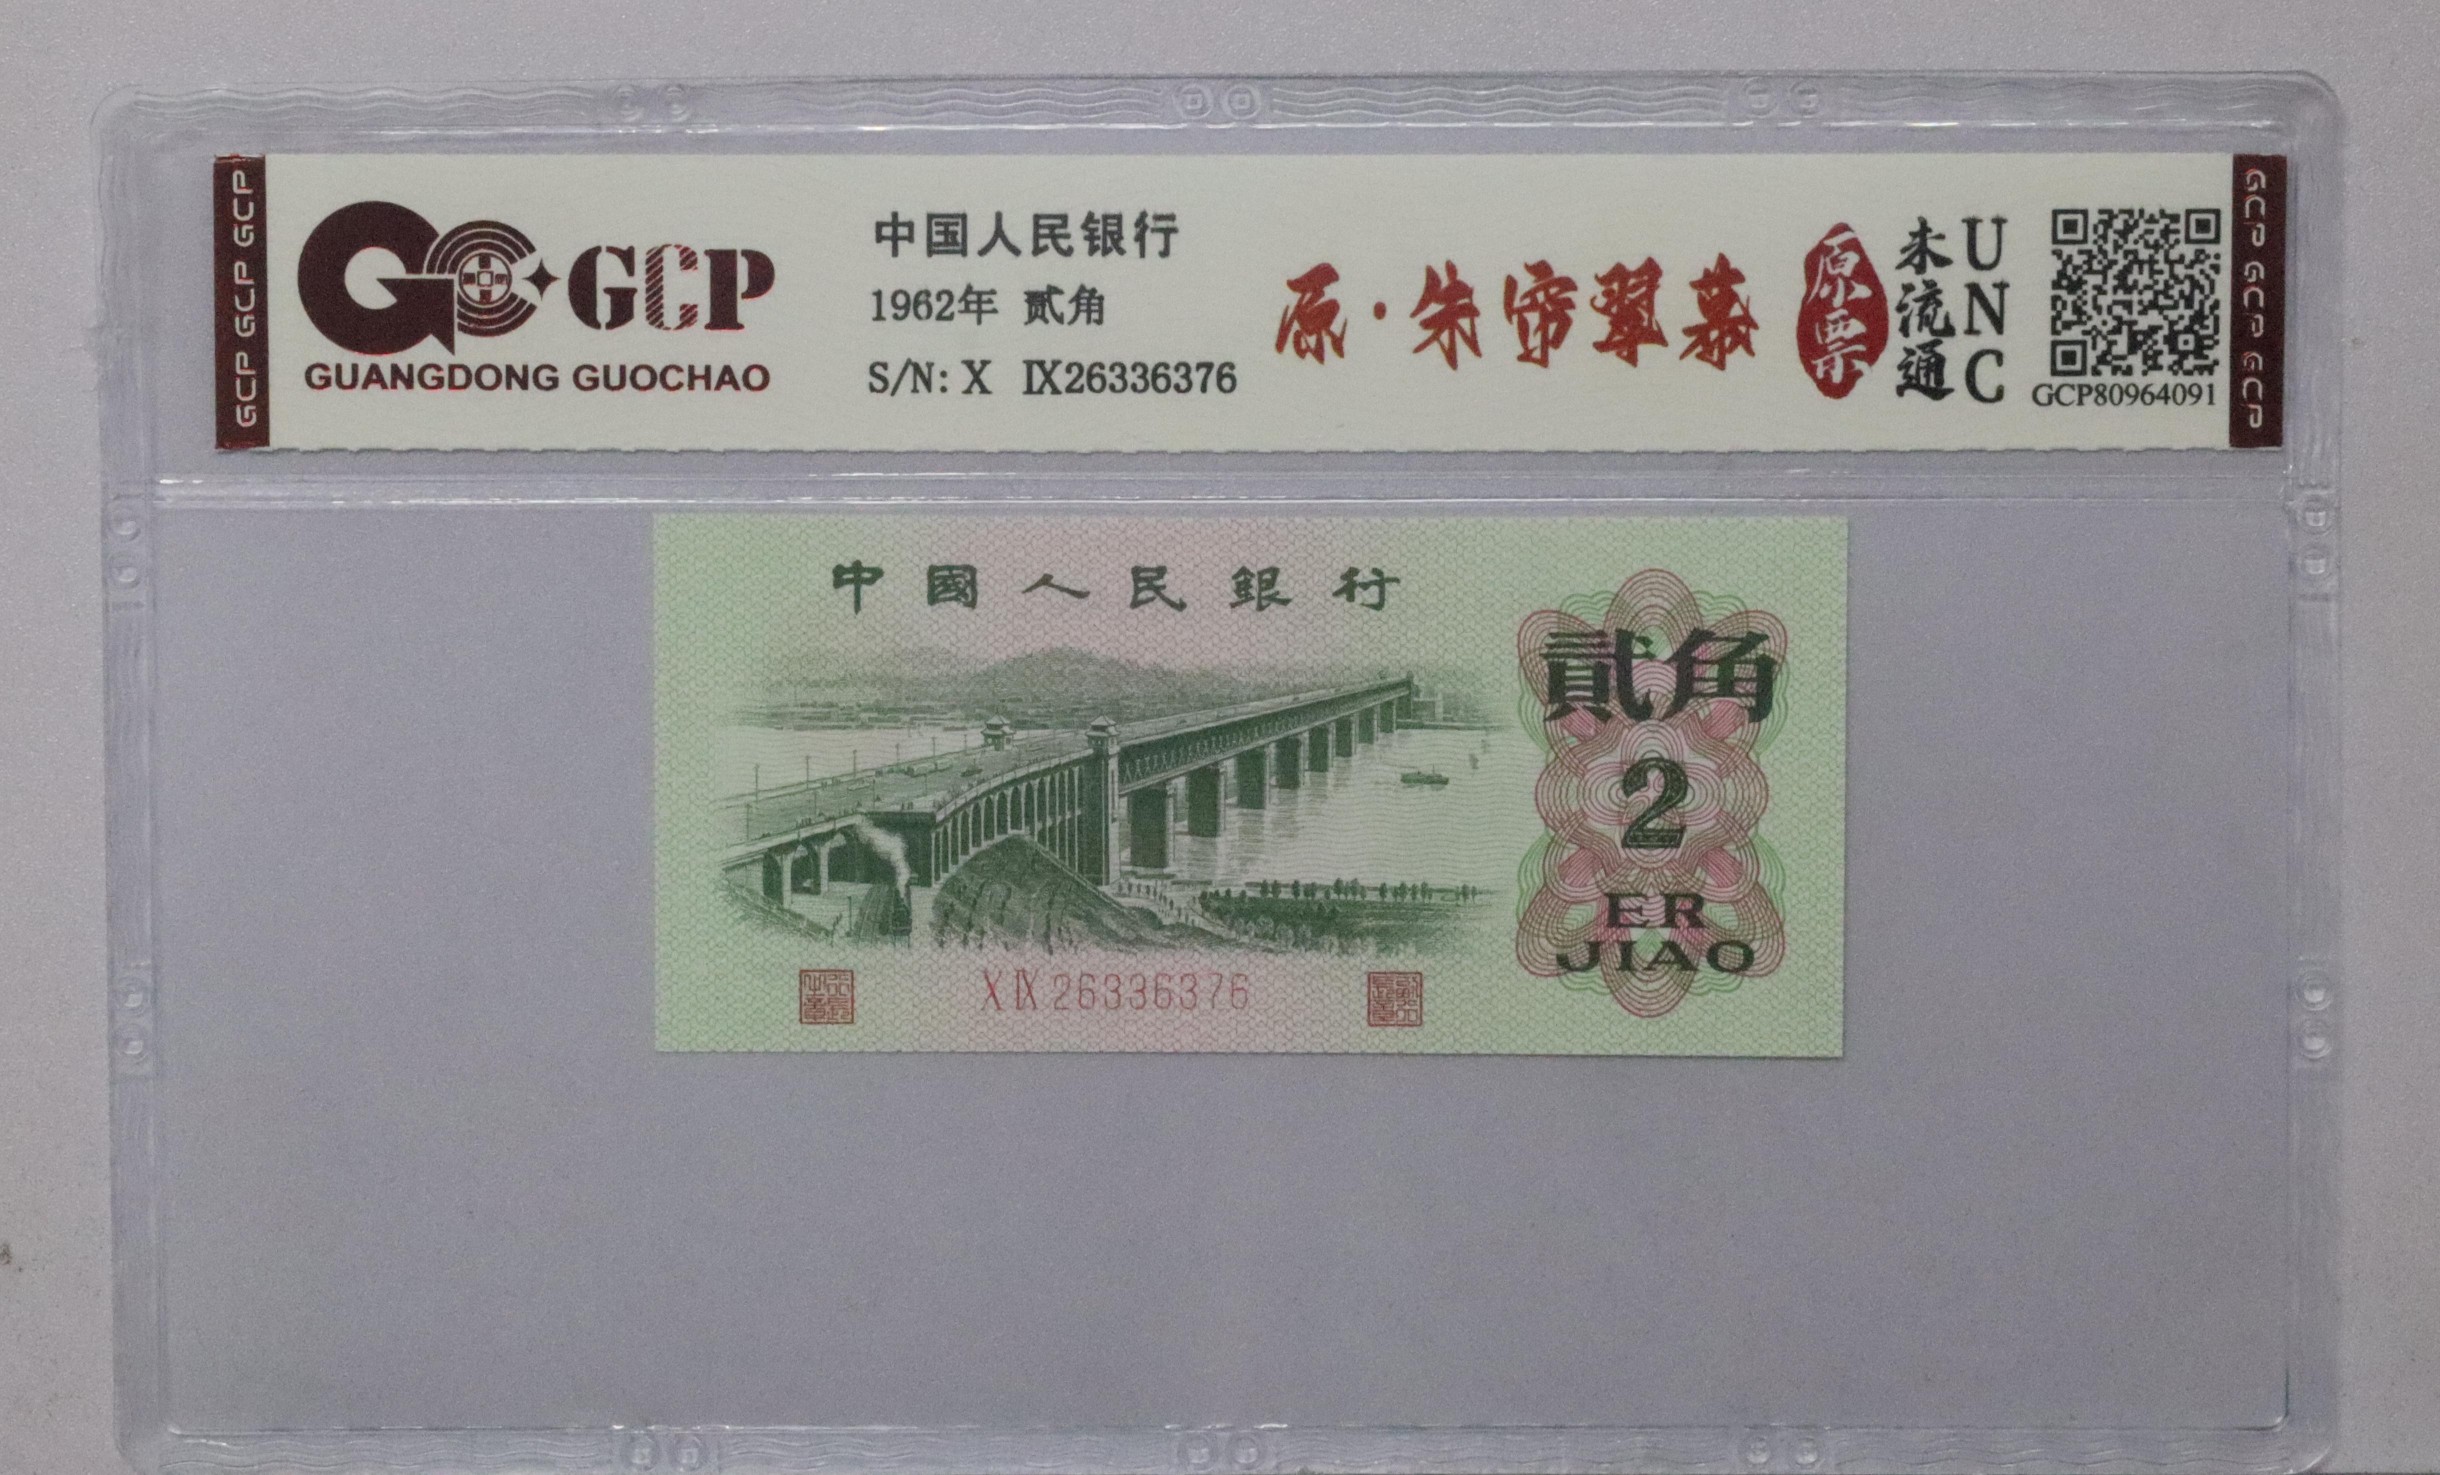 GCP GCP GCP
GCP
GUANGDONG GUOCHAO
中国人民银行
1962年 贰角
S/N: X IX26336376
原·朱帘翠幕
原票
未流通
UNC
GCP80964091
GCP GCP GCP
中國人民銀行
貳角
2
ER
JIAO
X IX 26336376